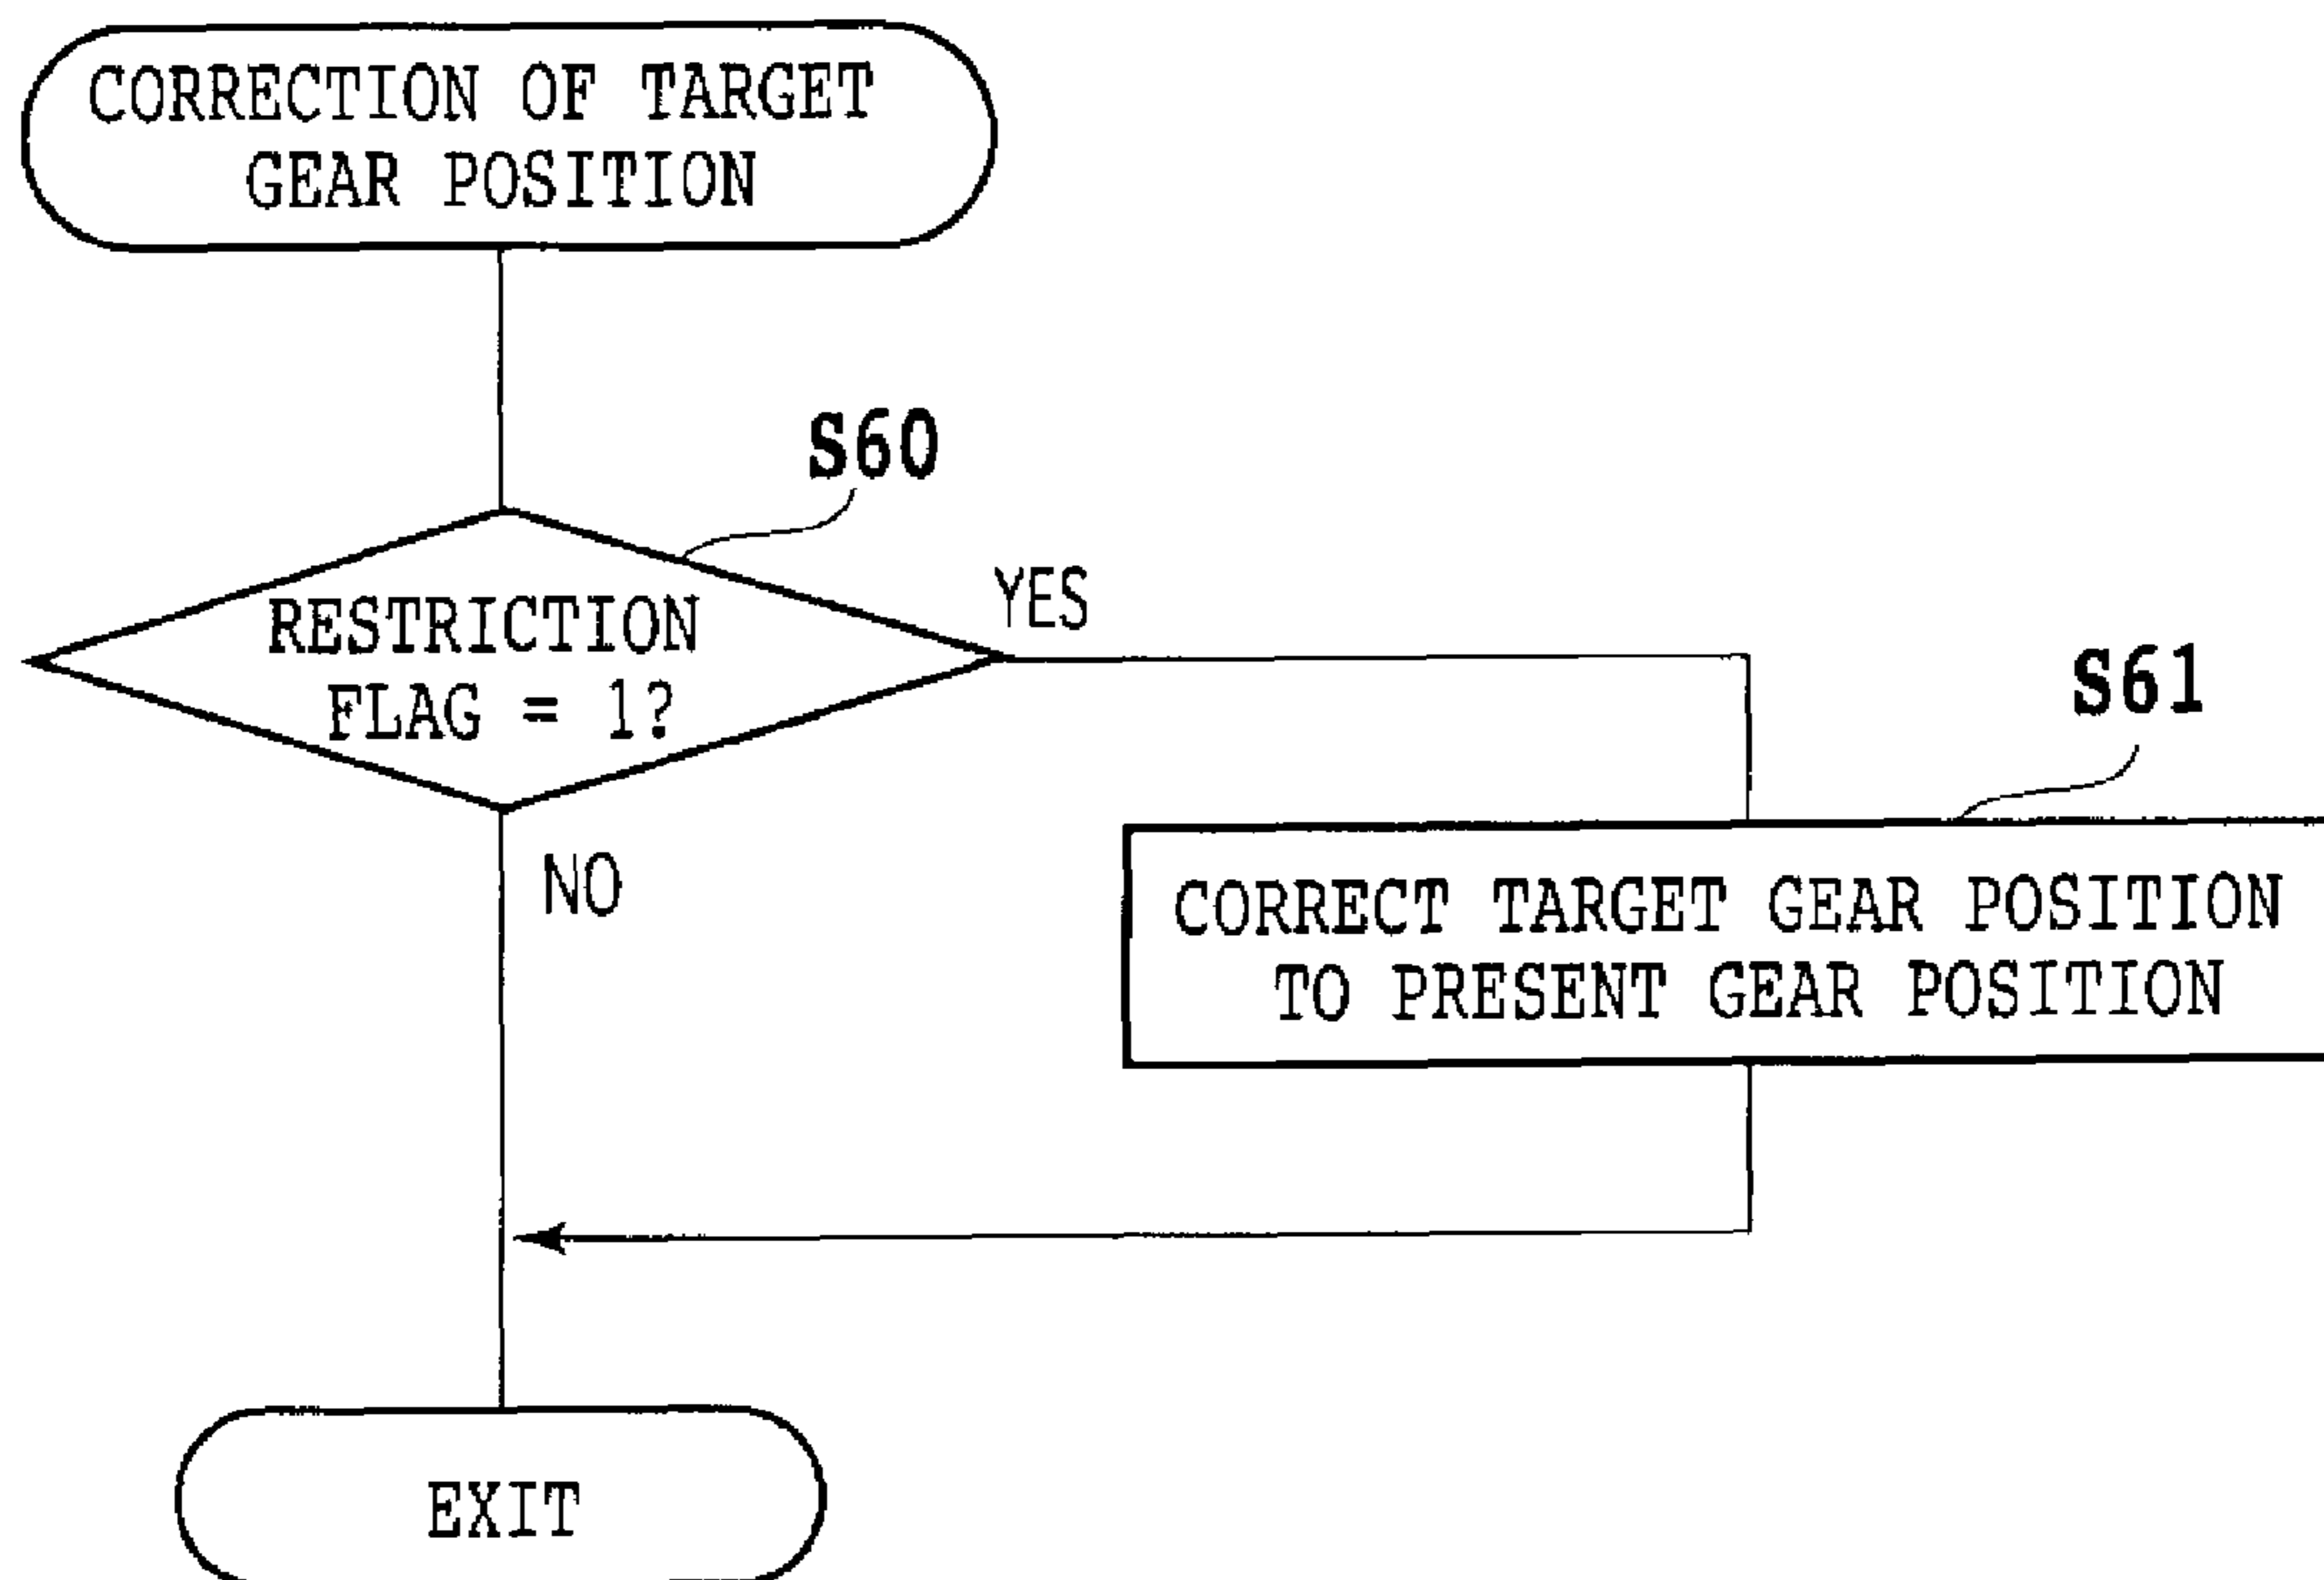 CORRECTION OF TARGET
GEAR POSITION
S60
RESTRICTION
FLAG = 1?
YES
NO
S61
CORRECT TARGET GEAR POSITION
TO PRESENT GEAR POSITION
EXIT